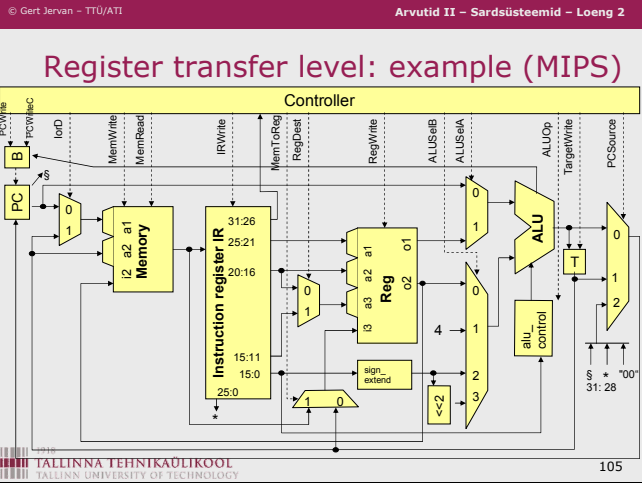 © Gert Jervan – TTÜ/ATI
Arvutid II – Sardsüsteemid – Loeng 2
Register transfer level: example (MIPS)
Controller
PCWrite
PCWriteC
IorD
MemWrite
MemRead
IRWrite
MemToReg
RegDest
RegWrite
ALUSelB
ALUSelA
ALUOp
TargetWrite
PCSource
B
§
PC
0
1
a1
a2
i2
Memory
Instruction register IR
31:26
25:21
20:16
15:11
15:0
25:0
*
0
1
a1
a2
a3
i3
o1
o2
Reg
sign_
extend
<<2
1 0
0
1
4
0
1
2
3
ALU
alu_
control
T
0
1
2
§ * "00“
31: 28
1918
TALLINNA TEHNIKAÜLIKOOL
TALLINN UNIVERSITY OF TECHNOLOGY
105